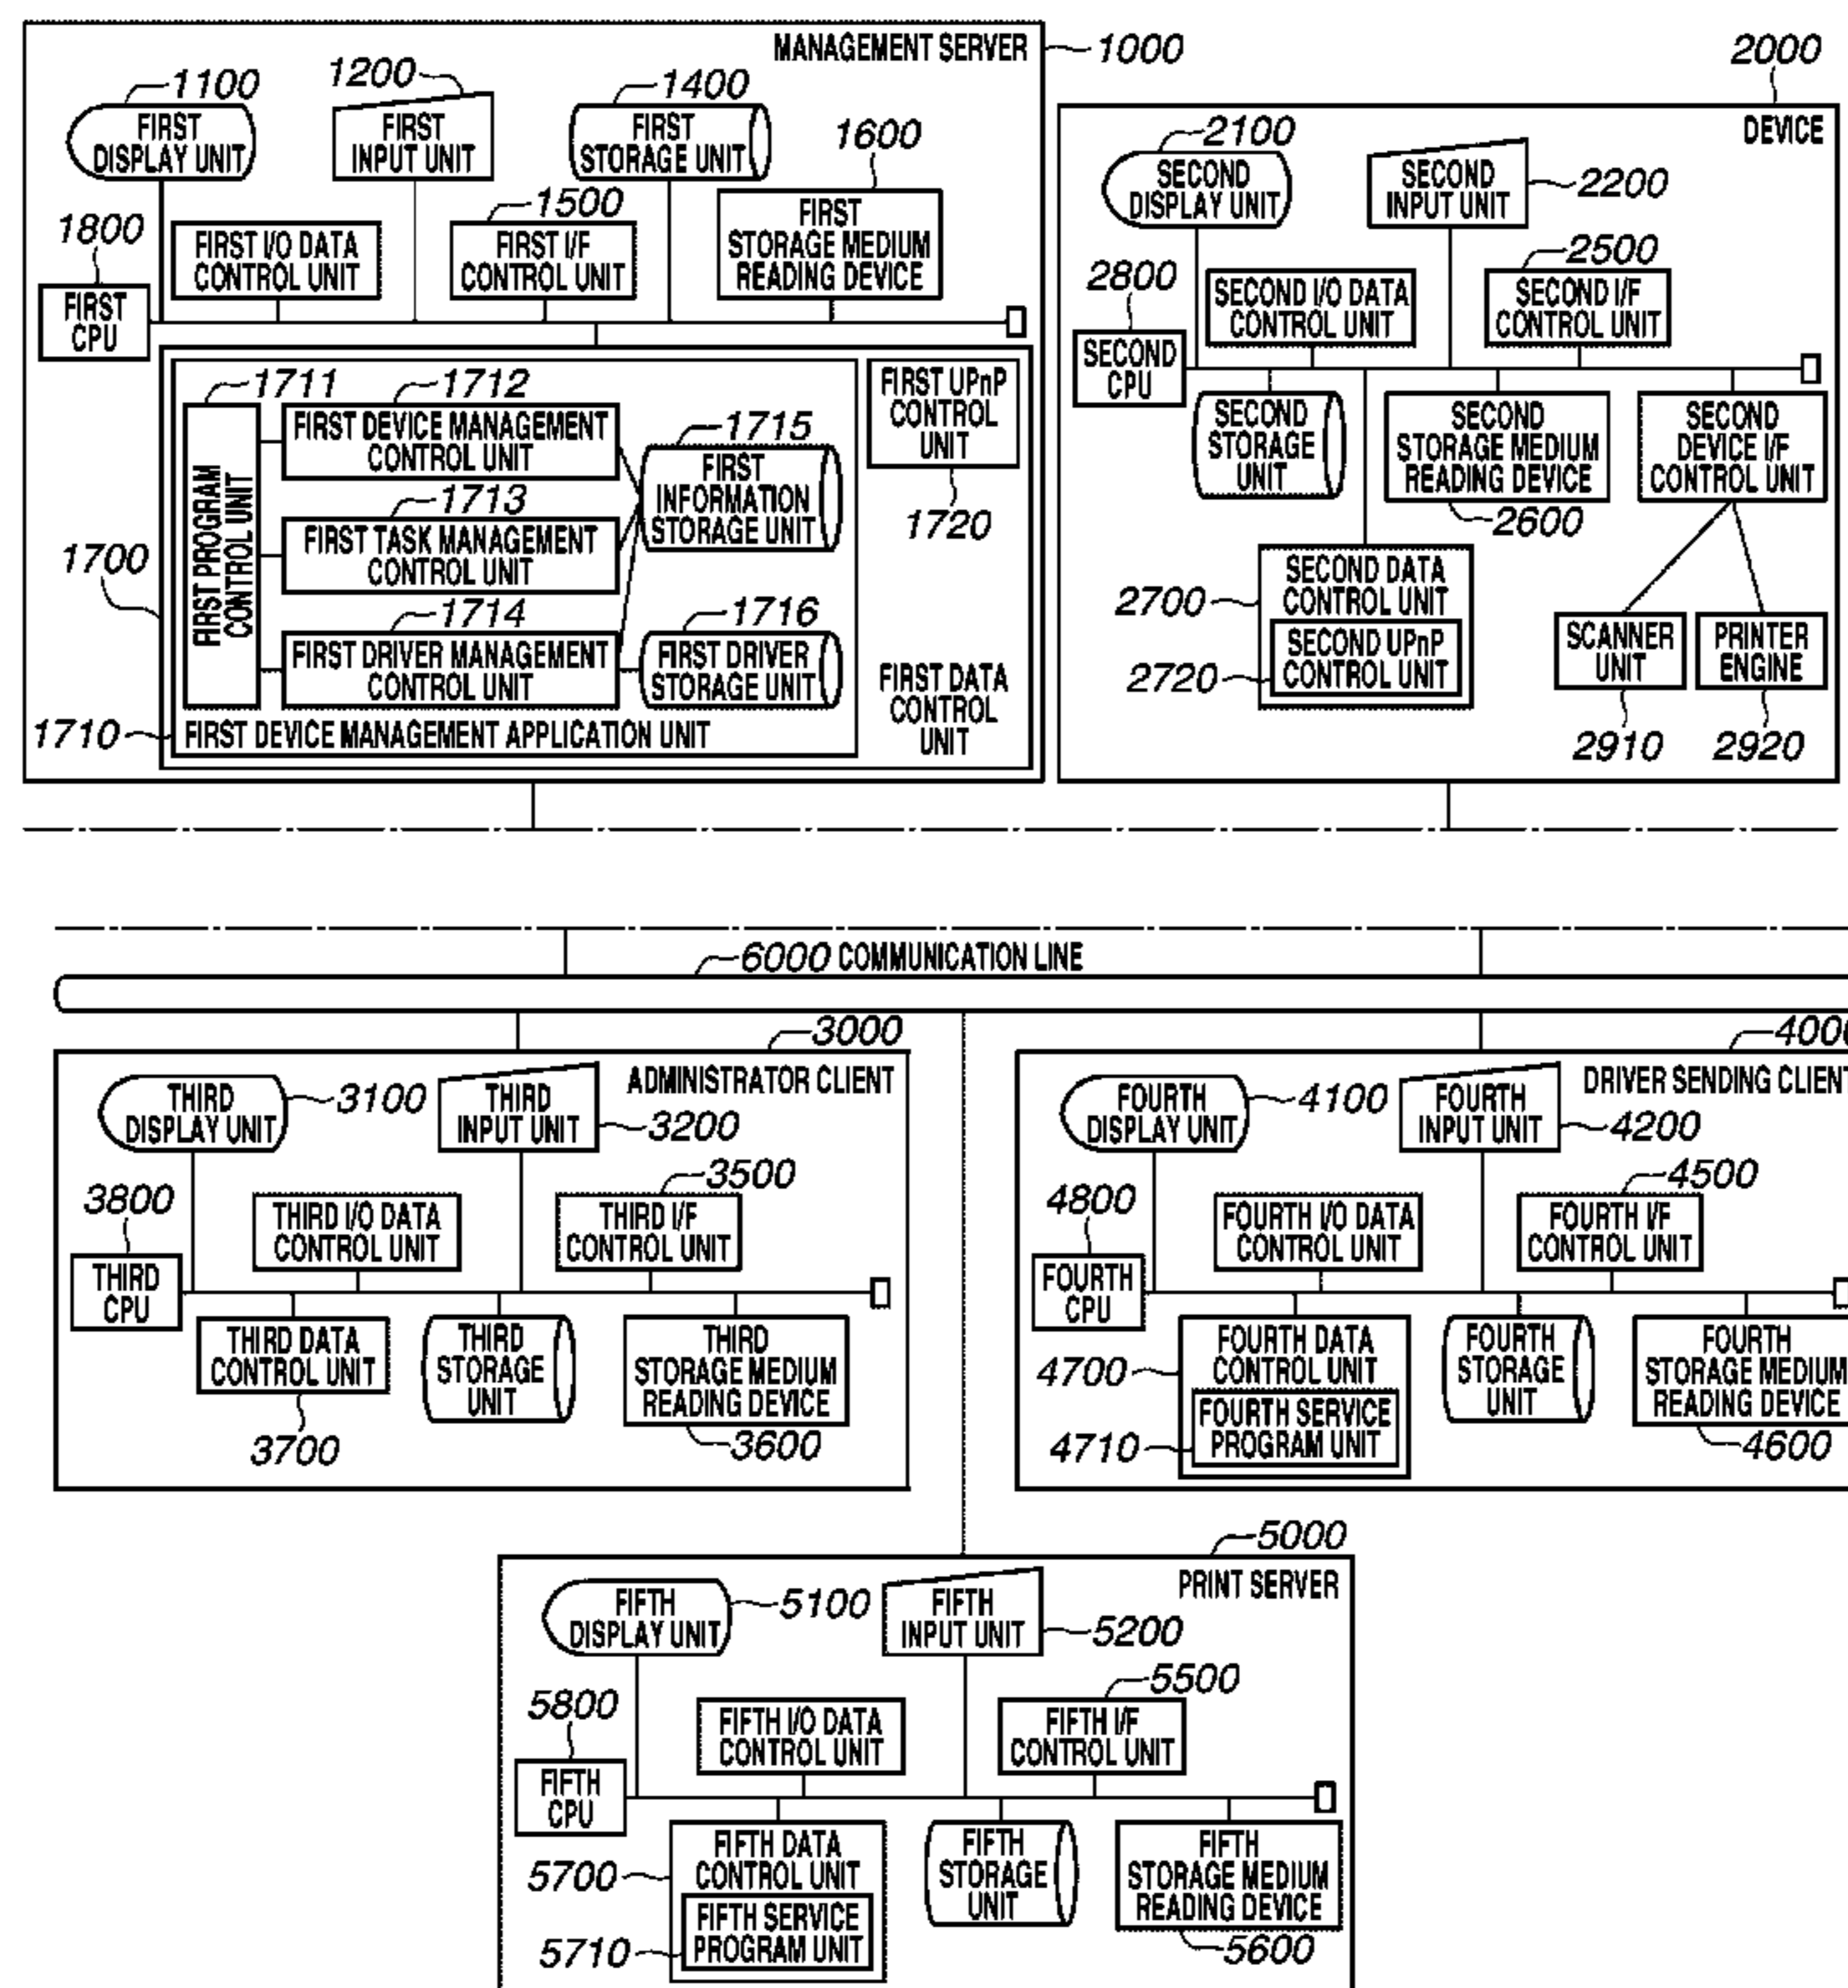 MANAGEMENT SERVER
1000
1100
FIRST
DISPLAY UNIT
1200
FIRST
INPUT UNIT
1400
FIRST
STORAGE UNIT
1600
FIRST
STORAGE MEDIUM
READING DEVICE
1800
FIRST
CPU
FIRST I/O DATA
CONTROL UNIT
1500
FIRST I/F
CONTROL UNIT
1700
1711
FIRST PROGRAM
CONTROL UNIT
1712
FIRST DEVICE MANAGEMENT
CONTROL UNIT
1713
FIRST TASK MANAGEMENT
CONTROL UNIT
1714
FIRST DRIVER MANAGEMENT
CONTROL UNIT
1715
FIRST
INFORMATION
STORAGE UNIT
1716
FIRST DRIVER
STORAGE UNIT
1710
FIRST DEVICE MANAGEMENT APPLICATION UNIT
FIRST UPnP
CONTROL
UNIT
1720
FIRST DATA
CONTROL
UNIT
2000
DEVICE
2100
SECOND
DISPLAY UNIT
SECOND
INPUT UNIT
2200
2800
SECOND
CPU
SECOND I/O DATA
CONTROL UNIT
2500
SECOND I/F
CONTROL UNIT
SECOND
STORAGE
UNIT
SECOND
STORAGE MEDIUM
READING DEVICE
2600
SECOND
DEVICE I/F
CONTROL UNIT
2700
SECOND DATA
CONTROL UNIT
2720
SECOND UPnP
CONTROL UNIT
SCANNER
UNIT
2910
PRINTER
ENGINE
2920
6000 COMMUNICATION LINE
3000
ADMINISTRATOR CLIENT
THIRD
DISPLAY UNIT
3100
THIRD
INPUT UNIT
3200
3800
THIRD
CPU
THIRD I/O DATA
CONTROL UNIT
3500
THIRD I/F
CONTROL UNIT
THIRD DATA
CONTROL UNIT
3700
THIRD
STORAGE
UNIT
THIRD
STORAGE MEDIUM
READING DEVICE
3600
4000
DRIVER SENDING CLIENT
FOURTH
DISPLAY UNIT
4100
FOURTH
INPUT UNIT
4200
4800
FOURTH
CPU
FOURTH I/O DATA
CONTROL UNIT
4500
FOURTH I/F
CONTROL UNIT
4700
FOURTH DATA
CONTROL UNIT
4710
FOURTH SERVICE
PROGRAM UNIT
FOURTH
STORAGE
UNIT
FOURTH
STORAGE MEDIUM
READING DEVICE
4600
5000
PRINT SERVER
FIFTH
DISPLAY UNIT
5100
FIFTH
INPUT UNIT
5200
5800
FIFTH
CPU
FIFTH I/O DATA
CONTROL UNIT
5500
FIFTH I/F
CONTROL UNIT
5700
FIFTH DATA
CONTROL UNIT
5710
FIFTH SERVICE
PROGRAM UNIT
FIFTH
STORAGE
UNIT
FIFTH
STORAGE MEDIUM
READING DEVICE
5600